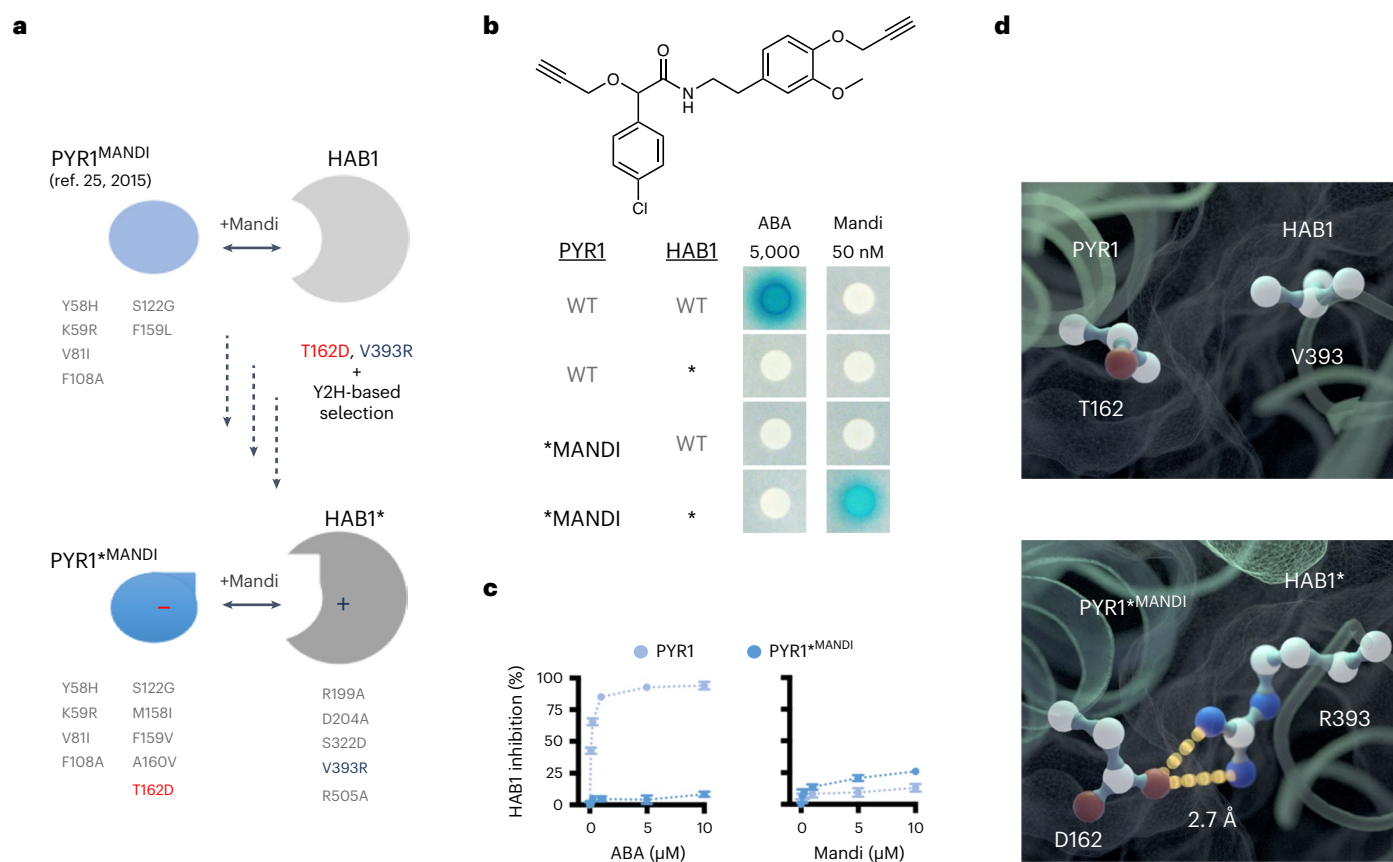 a
PYR1MANDI
(ref. 25, 2015)
HAB1
+Mandi
Y58H S122G
K59R F159L
V81I
F108A
T162D, V393R
+
Y2H-based
selection
PYR1*MANDI
HAB1*
+Mandi
−
+
Y58H S122G
K59R M158I
V81I F159V
F108A A160V
T162D
R199A
D204A
S322D
V393R
R505A
b
O
O
O
N
H
O
Cl
ABA Mandi
PYR1 HAB1 5,000 50 nM
WT WT
WT *
*MANDI WT
*MANDI *
c
PYR1 PYR1*MANDI
HAB1 inhibition (%)
100
75
50
25
0
0 5 10
ABA (µM)
0 5 10
Mandi (µM)
d
PYR1
HAB1
V393
T162
HAB1*
PYR1*MANDI
R393
2.7 Å
D162